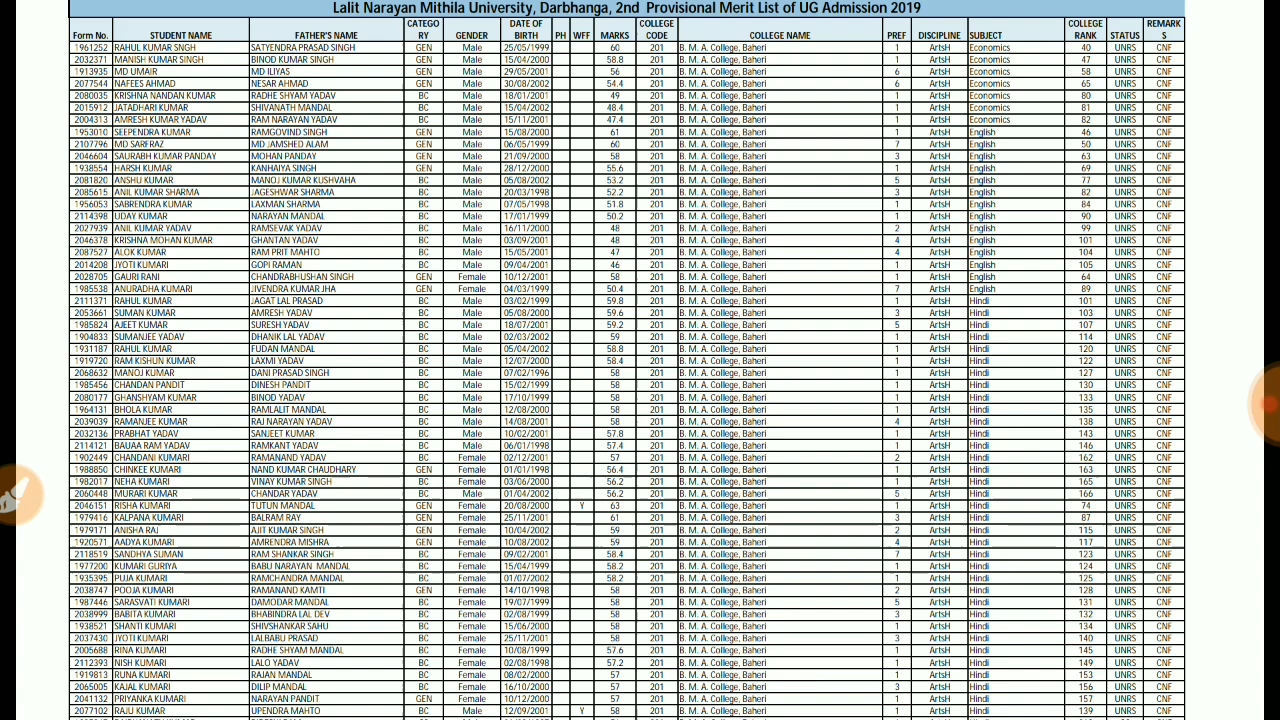 Lalit Narayan Mithila University, Darbhanga, 2nd Provisional Merit List of UG Admission 2019
Form No. STUDENT NAME FATHER'S NAME CATEGORY GENDER DATE OF BIRTH PH WFF MARKS COLLEGE CODE COLLEGE NAME PREF DISCIPLINE SUBJECT COLLEGE RANK STATUS REMARKS
1961252 RAHUL KUMAR SNGH SATYENDRA PRASAD SINGH GEN Male 25/05/1999 60 201 B. M. A. College, Baheri 1 ArtsH Economics 40 UNRS CNF
2032371 MANISH KUMAR SINGH BINOD KUMAR SINGH GEN Male 15/04/2000 58.8 201 B. M. A. College, Baheri 1 ArtsH Economics 47 UNRS CNF
1913935 MD UMAIR MD ILIYAS GEN Male 29/05/2001 56 201 B. M. A. College, Baheri 6 ArtsH Economics 58 UNRS CNF
2077544 NAFEES AHMAD NESAR AHMAD GEN Male 30/08/2002 54.4 201 B. M. A. College, Baheri 6 ArtsH Economics 65 UNRS CNF
2080035 KRISHNA NANDAN KUMAR RADHE SHYAM YADAV BC Male 18/01/2001 49 201 B. M. A. College, Baheri 1 ArtsH Economics 80 UNRS CNF
2015912 JATADHARI KUMAR SHIVANATH MANDAL BC Male 15/04/2002 48.4 201 B. M. A. College, Baheri 1 ArtsH Economics 81 UNRS CNF
2004313 AMRESH KUMAR YADAV RAM NARAYAN YADAV BC Male 15/11/2001 47.4 201 B. M. A. College, Baheri 1 ArtsH Economics 82 UNRS CNF
1953010 SEEPENDRA KUMAR RAMGOVIND SINGH GEN Male 15/08/2000 61 201 B. M. A. College, Baheri 1 ArtsH English 46 UNRS CNF
2107796 MD SARFRAZ MD JAMSHED ALAM GEN Male 06/05/1999 60 201 B. M. A. College, Baheri 7 ArtsH English 50 UNRS CNF
2046604 SAURABH KUMAR PANDAY MOHAN PANDAY GEN Male 21/09/2000 58 201 B. M. A. College, Baheri 3 ArtsH English 63 UNRS CNF
1938554 HARSH KUMAR KANHAIYA SINGH GEN Male 28/12/2000 55.6 201 B. M. A. College, Baheri 1 ArtsH English 69 UNRS CNF
2081820 ANSHU KUMAR MANOJ KUMAR KUSHVAHA BC Male 05/08/2002 53.2 201 B. M. A. College, Baheri 5 ArtsH English 77 UNRS CNF
2085615 ANIL KUMAR SHARMA JAGESHWAR SHARMA BC Male 20/03/1998 52.2 201 B. M. A. College, Baheri 3 ArtsH English 82 UNRS CNF
1956053 SABRENDRA KUMAR LAXMAN SHARMA BC Male 07/05/1998 51.8 201 B. M. A. College, Baheri 1 ArtsH English 84 UNRS CNF
2114398 UDAY KUMAR NARAYAN MANDAL BC Male 17/01/1999 50.2 201 B. M. A. College, Baheri 1 ArtsH English 90 UNRS CNF
2027939 ANIL KUMAR YADAV RAMSEVAK YADAV BC Male 16/11/2000 48 201 B. M. A. College, Baheri 2 ArtsH English 99 UNRS CNF
2046378 KRISHNA MOHAN KUMAR GHANTAN YADAV BC Male 03/09/2001 48 201 B. M. A. College, Baheri 4 ArtsH English 101 UNRS CNF
2087527 ALOK KUMAR RAM PRIT MAHTO BC Male 15/05/2001 47 201 B. M. A. College, Baheri 4 ArtsH English 104 UNRS CNF
2014208 JYOTI KUMARI GOPI RAMAN BC Male 09/04/2001 46 201 B. M. A. College, Baheri 1 ArtsH English 105 UNRS CNF
2028705 GAURI RANI CHANDRABHUSHAN SINGH GEN Female 10/12/2001 58 201 B. M. A. College, Baheri 1 ArtsH English 64 UNRS CNF
1985538 ANURADHA KUMARI JIVENDRA KUMAR JHA GEN Female 04/03/1999 50.4 201 B. M. A. College, Baheri 7 ArtsH English 89 UNRS CNF
2111371 RAHUL KUMAR JAGAT LAL PRASAD BC Male 03/02/1999 59.8 201 B. M. A. College, Baheri 1 ArtsH Hindi 101 UNRS CNF
2053661 SUMAN KUMAR AMRESH YADAV BC Male 05/08/2000 59.6 201 B. M. A. College, Baheri 3 ArtsH Hindi 103 UNRS CNF
1985824 AJEET KUMAR SURESH YADAV BC Male 18/07/2001 59.2 201 B. M. A. College, Baheri 5 ArtsH Hindi 107 UNRS CNF
1904833 SUMANJEE YADAV DHANIK LAL YADAV BC Male 02/03/2002 59 201 B. M. A. College, Baheri 1 ArtsH Hindi 114 UNRS CNF
1931187 RAHUL KUMAR FUDAN MANDAL BC Male 05/04/2002 58.8 201 B. M. A. College, Baheri 1 ArtsH Hindi 120 UNRS CNF
1919720 RAM KISHUN KUMAR LAXMI YADAV BC Male 12/07/2000 58.4 201 B. M. A. College, Baheri 1 ArtsH Hindi 122 UNRS CNF
2068632 MANOJ KUMAR DANI PRASAD SINGH BC Male 07/02/1996 58 201 B. M. A. College, Baheri 1 ArtsH Hindi 127 UNRS CNF
1985456 CHANDAN PANDIT DINESH PANDIT BC Male 15/02/1999 58 201 B. M. A. College, Baheri 1 ArtsH Hindi 130 UNRS CNF
2080177 GHANSHYAM KUMAR BINOD YADAV BC Male 17/10/1999 58 201 B. M. A. College, Baheri 1 ArtsH Hindi 133 UNRS CNF
1964131 BHOLA KUMAR RAMLALIT MANDAL BC Male 12/08/2000 58 201 B. M. A. College, Baheri 1 ArtsH Hindi 135 UNRS CNF
2039039 RAMANJEE KUMAR RAJ NARAYAN YADAV BC Male 14/08/2001 58 201 B. M. A. College, Baheri 4 ArtsH Hindi 138 UNRS CNF
2032136 PRABHAT YADAV SANJEET KUMAR BC Male 10/02/2001 57.8 201 B. M. A. College, Baheri 1 ArtsH Hindi 143 UNRS CNF
2114121 BAUAA RAM YADAV RAMKANT YADAV BC Male 06/01/1998 57.4 201 B. M. A. College, Baheri 1 ArtsH Hindi 146 UNRS CNF
1902449 CHANDANI KUMARI RAMANAND YADAV BC Female 02/12/2001 57 201 B. M. A. College, Baheri 2 ArtsH Hindi 162 UNRS CNF
1988850 CHINKEE KUMARI NAND KUMAR CHAUDHARY GEN Female 01/01/1998 56.4 201 B. M. A. College, Baheri 1 ArtsH Hindi 163 UNRS CNF
1982017 NEHA KUMARI VINAY KUMAR SINGH BC Female 03/06/2000 56.2 201 B. M. A. College, Baheri 1 ArtsH Hindi 165 UNRS CNF
2060448 MURARI KUMAR CHANDAR YADAV BC Male 01/04/2002 56.2 201 B. M. A. College, Baheri 5 ArtsH Hindi 166 UNRS CNF
2046151 RISHA KUMARI TUTUN MANDAL BC Female 20/08/2000 Y 63 201 B. M. A. College, Baheri 1 ArtsH Hindi 74 UNRS CNF
1979416 KALPANA KUMARI BALRAM RAY GEN Female 25/11/2001 61 201 B. M. A. College, Baheri 3 ArtsH Hindi 87 UNRS CNF
1979171 ANISHA RAJ AJIT KUMAR SINGH GEN Female 10/04/2002 59 201 B. M. A. College, Baheri 2 ArtsH Hindi 115 UNRS CNF
1920571 AADYA KUMARI AMRENDRA MISHRA GEN Female 10/08/2002 59 201 B. M. A. College, Baheri 4 ArtsH Hindi 117 UNRS CNF
2118519 SANDHYA SUMAN RAM SHANKAR SINGH BC Female 09/02/2001 58.4 201 B. M. A. College, Baheri 7 ArtsH Hindi 123 UNRS CNF
1977200 KUMARI GURIYA BABU NARAYAN MANDAL BC Female 15/04/1999 58.2 201 B. M. A. College, Baheri 1 ArtsH Hindi 124 UNRS CNF
1935395 PUJA KUMARI RAMCHANDRA MANDAL BC Female 01/07/2002 58.2 201 B. M. A. College, Baheri 1 ArtsH Hindi 125 UNRS CNF
2038747 POOJA KUMARI RAMANAND KAMTI GEN Female 14/10/1998 58 201 B. M. A. College, Baheri 2 ArtsH Hindi 128 UNRS CNF
1987446 SARASVATI KUMARI DAMODAR MANDAL BC Female 19/07/1999 58 201 B. M. A. College, Baheri 5 ArtsH Hindi 131 UNRS CNF
2038999 BABITA KUMARI BHABINDRA LAL DEV BC Female 02/08/1999 58 201 B. M. A. College, Baheri 3 ArtsH Hindi 132 UNRS CNF
1938521 SHANTI KUMARI SHIVSHANKAR SAHU BC Female 15/06/2000 58 201 B. M. A. College, Baheri 1 ArtsH Hindi 134 UNRS CNF
2037430 JYOTI KUMARI LALBABU PRASAD BC Female 25/11/2001 58 201 B. M. A. College, Baheri 3 ArtsH Hindi 140 UNRS CNF
2005688 RINA KUMARI RADHE SHYAM MANDAL BC Female 10/08/1999 57.6 201 B. M. A. College, Baheri 1 ArtsH Hindi 145 UNRS CNF
2112393 NISH KUMARI LALO YADAV BC Female 02/08/1998 57.2 201 B. M. A. College, Baheri 1 ArtsH Hindi 149 UNRS CNF
1919813 RUNA KUMARI RAJAN MANDAL BC Female 08/02/2000 57 201 B. M. A. College, Baheri 1 ArtsH Hindi 153 UNRS CNF
2065005 KAJAL KUMARI DILIP MANDAL BC Female 16/10/2000 57 201 B. M. A. College, Baheri 3 ArtsH Hindi 156 UNRS CNF
2041132 PRIYANKA KUMARI NARAYAN PANDIT GEN Female 10/12/2000 57 201 B. M. A. College, Baheri 1 ArtsH Hindi 157 UNRS CNF
2077102 RAJU KUMAR UPENDRA MAHTO BC Male 12/09/2001 Y 58 201 B. M. A. College, Baheri 1 ArtsH Hindi 139 UNRS CNF